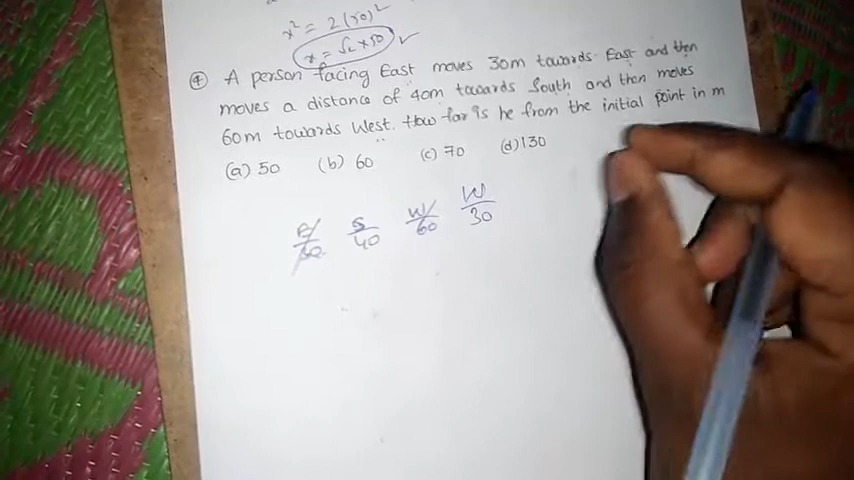 x² = 2(50)²
x = √2 × 50 ✓
④ A person facing East moves 30m towards East and then
moves a distance of 40m towards South and then moves
60m towards West. How far is he from the initial point in m
(a) 50 (b) 60 (c) 70 (d) 130
E/30 S/40 W/60 W/30